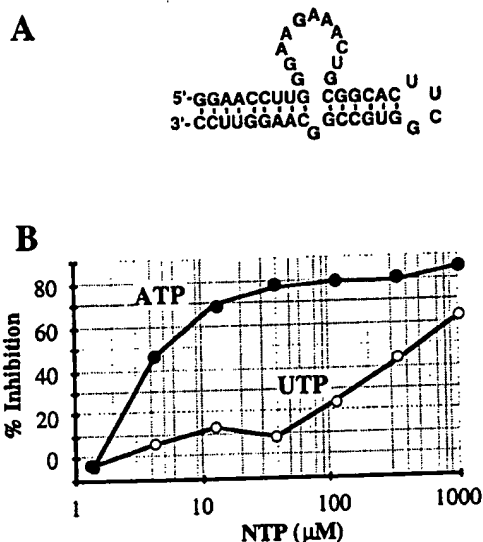 A
GAA
A A
A C
G U
G G U
5'-GGAACCUUG CGGCAC U
3'-CCUUGGAAC GCCGUG C
G G
B
80
60
40
20
0
% Inhibition
ATP
UTP
1 10 100 1000
NTP (µM)